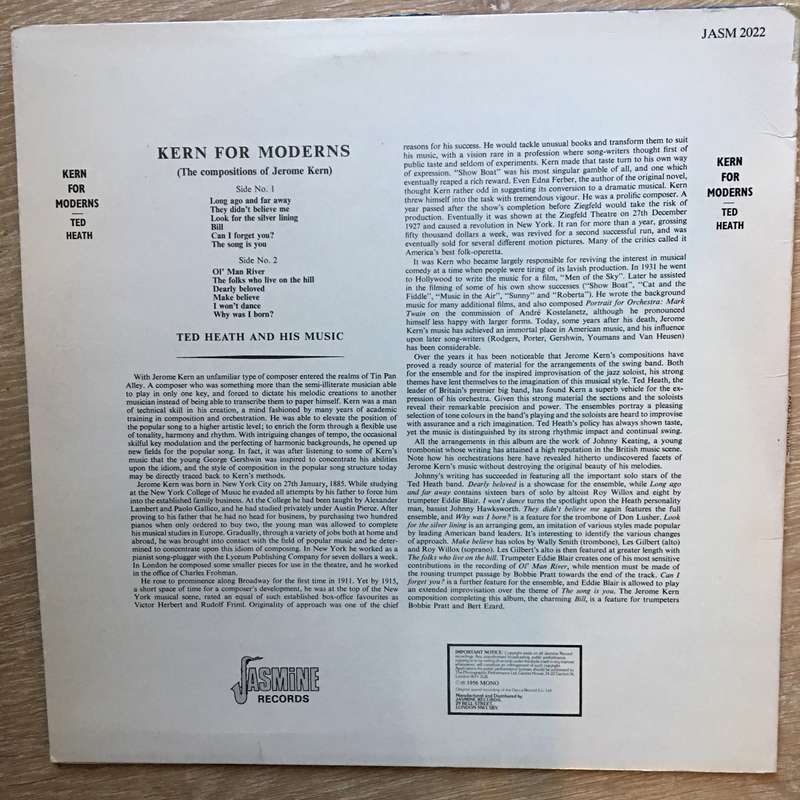 JASM 2022
KERN
FOR
MODERNS
TED
HEATH
KERN FOR MODERNS
(The compositions of Jerome Kern)
Side No. 1
Long ago and far away
They didn't believe me
Look for the silver lining
Bill
Can I forget you?
The song is you
Side No. 2
Ol' Man River
The folks who live on the hill
Dearly beloved
Make believe
I won't dance
Why was I born?
TED HEATH AND HIS MUSIC
With Jerome Kern an unfamiliar type of composer entered the realms of Tin Pan
Alley. A composer who was something more than the semi-illiterate musician able
to play in only one key, and forced to dictate his melodic creations to another
musician instead of being able to transcribe them to paper himself. Kern was a man
of technical skill in his creation, a mind fashioned by many years of academic
training in composition and orchestration. He was able to elevate the position of
the popular song to a higher artistic level; to enrich the form through a flexible use
of tonality, harmony and rhythm. With intriguing changes of tempo, the occasional
skilful key modulation and the perfecting of harmonic backgrounds, he opened up
new fields for the popular song. In fact, it was after listening to some of Kern's
music that the young George Gershwin was inspired to concentrate his abilities
upon the idiom, and the style of composition in the popular song structure today
may be directly traced back to Kern's methods.
Jerome Kern was born in New York City on 27th January, 1885. While studying
at the New York College of Music he evaded all attempts by his father to force him
into the established family business. At the College he had been taught by Alexander
Lambert and Paolo Gallico, and he had studied privately under Austin Pierce. After
proving to his father that he had no head for business, by purchasing two hundred
pianos when only ordered to buy two, the young man was allowed to complete
his musical studies in Europe. Gradually, through a variety of jobs both at home and
abroad, he was brought into contact with the field of popular music and he deter-
mined to concentrate upon this idiom of composing. In New York he worked as a
pianist song-plugger with the Lyceum Publishing Company for seven dollars a week.
In London he composed some smaller pieces for use in the theatre, and he worked
in the office of Charles Frohman.
He rose to prominence along Broadway for the first time in 1911. Yet by 1915,
a short space of time for a composer's development, he was at the top of the New
York musical scene, rated an equal of such established box-office favourites as
Victor Herbert and Rudolf Friml. Originality of approach was one of the chief
reasons for his success. He would tackle unusual books and transform them to suit
his music, with a vision rare in a profession where song-writers thought first of
public taste and seldom of experiments. Kern made that taste turn to his own way
of expression. "Show Boat" was his most singular gamble of all, and one which
eventually reaped a rich reward. Even Edna Ferber, the author of the original novel,
thought Kern rather odd in suggesting its conversion to a dramatic musical. Kern
threw himself into the task with tremendous vigour. He was a prolific composer. A
year passed after the show's completion before Ziegfeld would take the risk of
production. Eventually it was shown at the Ziegfeld Theatre on 27th December
1927 and caused a revolution in New York. It ran for more than a year, grossing
fifty thousand dollars a week, was revived for a second successful run, and was
eventually sold for several different motion pictures. Many of the critics called it
America's best folk-operetta.
It was Kern who became largely responsible for reviving the interest in musical
comedy at a time when people were tiring of its lavish production. In 1931 he went
to Hollywood to write the music for a film, "Men of the Sky". Later he assisted
in the filming of some of his own show successes ("Show Boat", "Cat and the
Fiddle", "Music in the Air", "Sunny" and "Roberta"). He wrote the background
music for many additional films, and also composed Portrait for Orchestra: Mark
Twain on the commission of André Kostelanetz, although he pronounced
himself less happy with larger forms. Today, some years after his death, Jerome
Kern's music has achieved an immortal place in American music, and his influence
upon later song-writers (Rodgers, Porter, Gershwin, Youmans and Van Heusen)
has been considerable.
Over the years it has been noticeable that Jerome Kern's compositions have
proved a ready source of material for the arrangements of the swing band. Both
for the ensemble and for the inspired improvisation of the jazz soloist, his strong
themes have lent themselves to the imagination of this musical style. Ted Heath, the
leader of Britain's premier big band, has found Kern a superb vehicle for the ex-
pression of his orchestra. Given this strong material the sections and the soloists
reveal their remarkable precision and power. The ensembles portray a pleasing
selection of tone colours in the band's playing and the soloists are heard to improvise
with assurance and a rich imagination. Ted Heath's policy has always shown taste,
yet the music is distinguished by its strong rhythmic impact and continual swing.
All the arrangements in this album are the work of Johnny Keating, a young
trombonist whose writing has attained a high reputation in the British music scene.
Note how his orchestrations here have revealed hitherto undiscovered facets of
Jerome Kern's music without destroying the original beauty of his melodies.
Johnny's writing has succeeded in featuring all the important solo stars of the
Ted Heath band. Dearly beloved is a showcase for the ensemble, while Long ago
and far away contains sixteen bars of solo by altoist Roy Willox and eight by
trumpeter Eddie Blair. I won't dance turns the spotlight upon the Heath personality
man, bassist Johnny Hawksworth. They didn't believe me again features the full
ensemble, and Why was I born? is a feature for the trombone of Don Lusher. Look
for the silver lining is an arranging gem, an imitation of various styles made popular
by leading American band leaders. It's interesting to identify the various changes
of approach. Make believe has solos by Wally Smith (trombone), Les Gilbert (alto)
and Roy Willox (soprano). Les Gilbert's alto is then featured at greater length with
The folks who live on the hill. Trumpeter Eddie Blair creates one of his most sensitive
contributions in the recording of Ol' Man River, while mention must be made of
the rousing trumpet passage by Bobbie Pratt towards the end of the track. Can I
forget you? is a further feature for the ensemble, and Eddie Blair is allowed to play
an extended improvisation over the theme of The song is you. The Jerome Kern
composition completing this album, the charming Bill, is a feature for trumpeters
Bobbie Pratt and Bert Ezard.
KERN
FOR
MODERNS
TED
HEATH
JASMINE
RECORDS
IMPORTANT NOTICE:
℗ 1956 MONO
Manufactured and Distributed by
JASMINE RECORDS,
LONDON